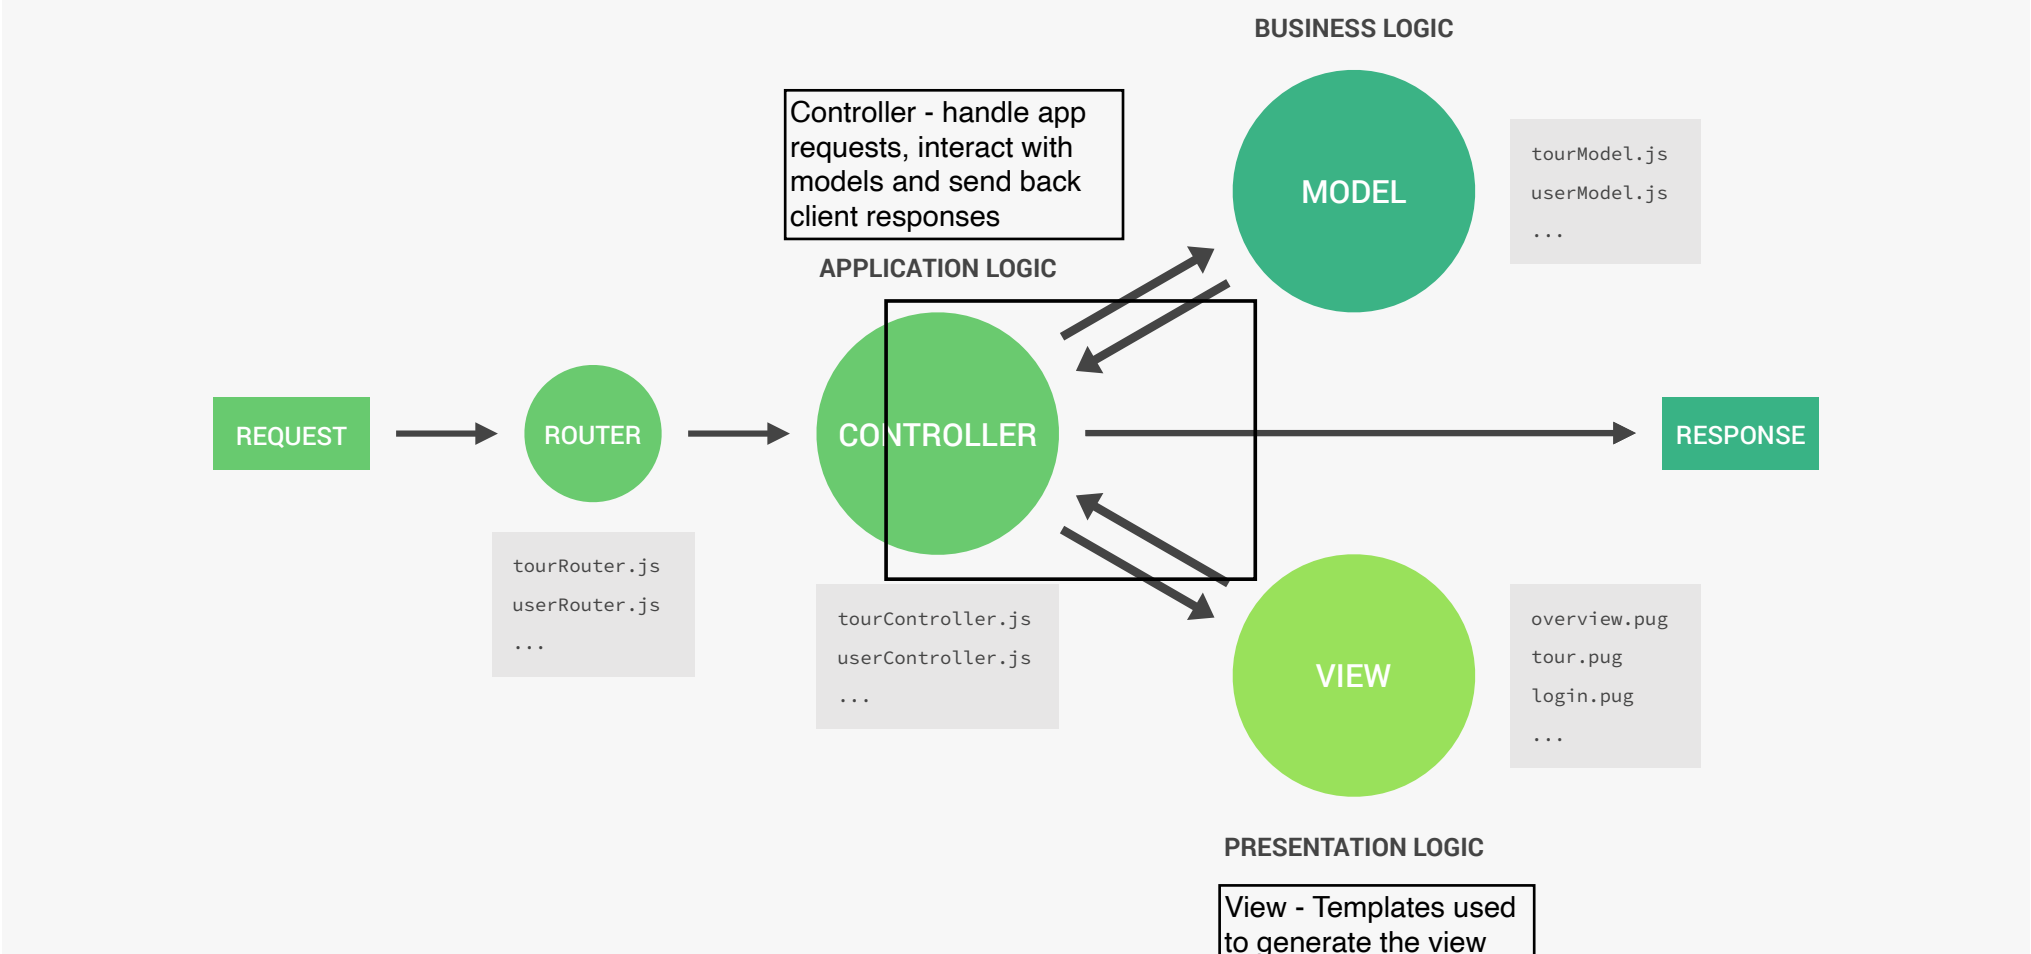 BUSINESS LOGIC
Controller - handle app
requests, interact with
models and send back
client responses
MODEL
tourModel.js
userModel.js
...
APPLICATION LOGIC
REQUEST
ROUTER
CONTROLLER
RESPONSE
tourRouter.js
userRouter.js
...
tourController.js
userController.js
...
VIEW
overview.pug
tour.pug
login.pug
...
PRESENTATION LOGIC
View - Templates used
to generate the view